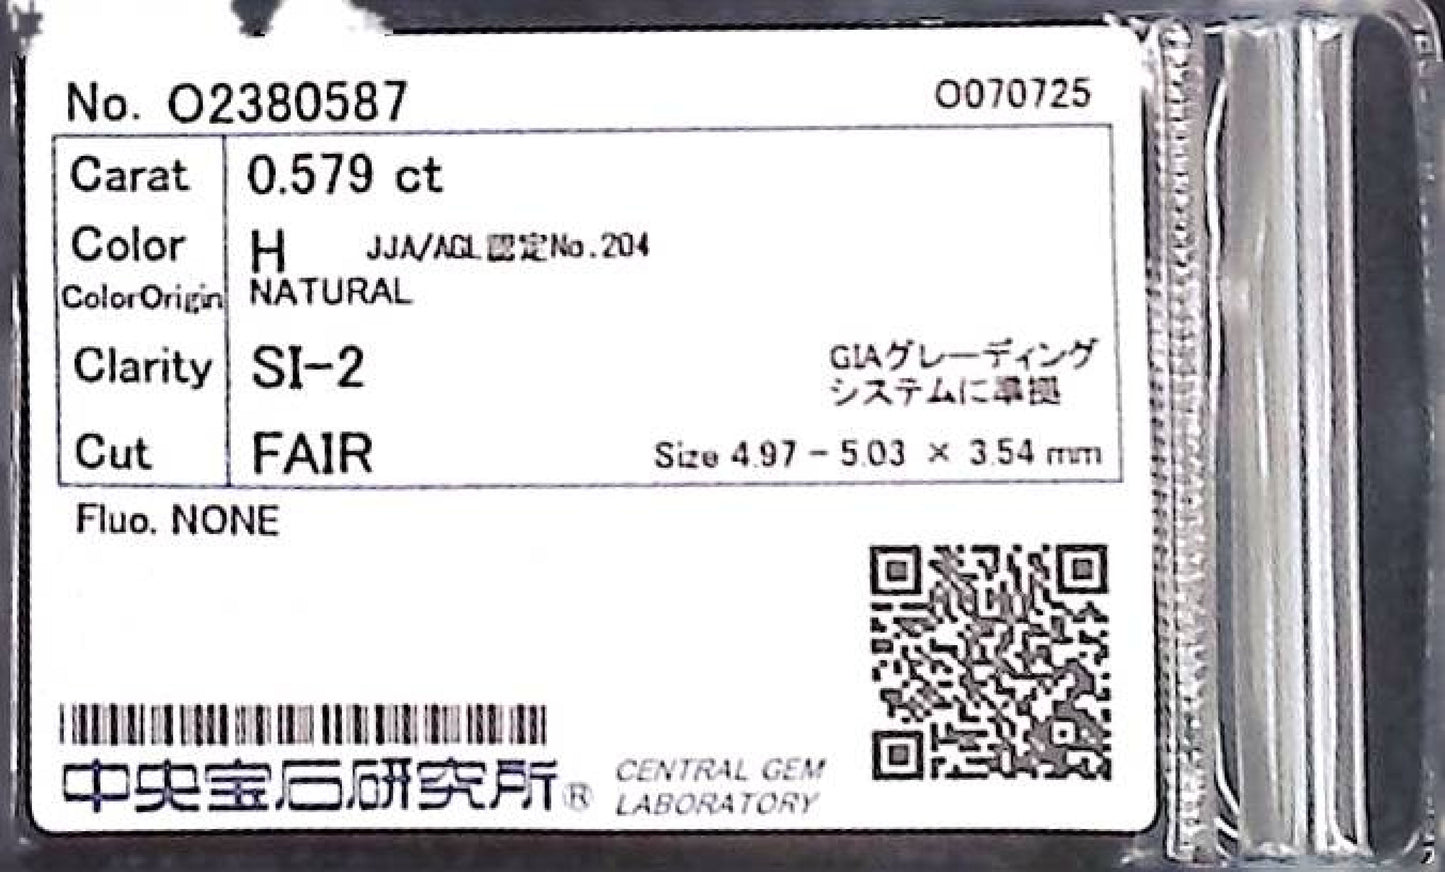 No. O2380587
O070725
Carat 0.579 ct
Color H JJA/AGL認定No.204
ColorOrigin NATURAL
Clarity SI-2
GIAグレーディング
システムに準拠
Cut FAIR Size 4.97 - 5.03 × 3.54 mm
Fluo. NONE
中央宝石研究所®
CENTRAL GEM
LABORATORY